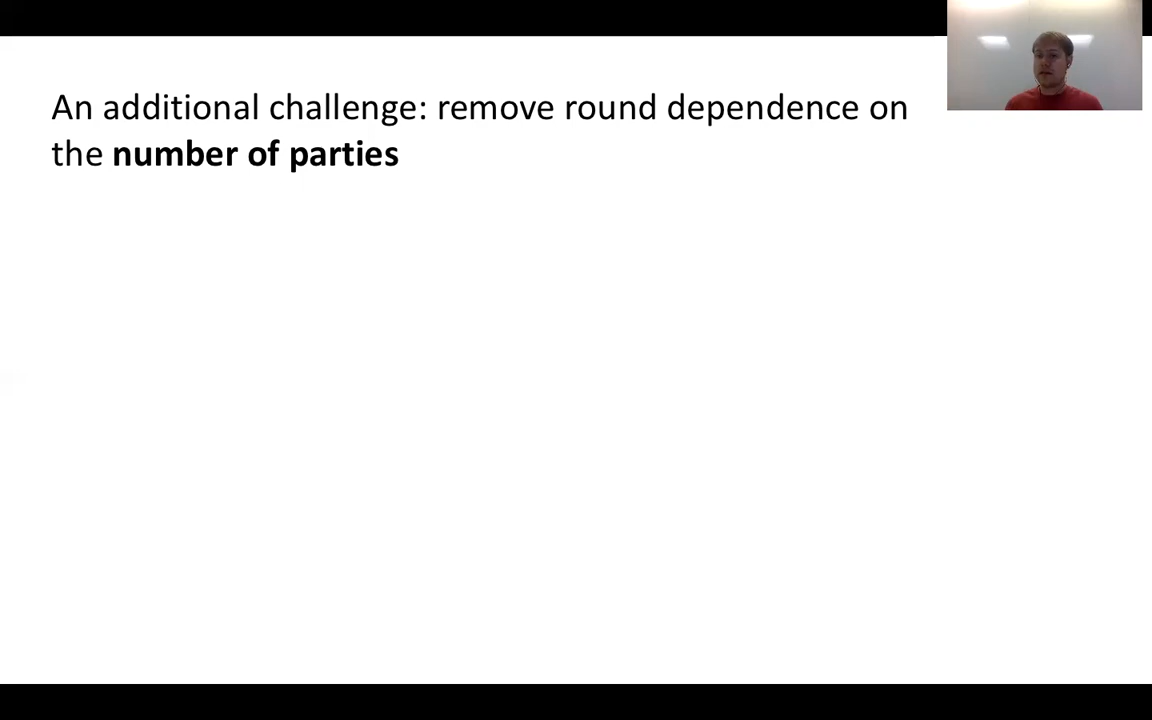 An additional challenge: remove round dependence on
the number of parties